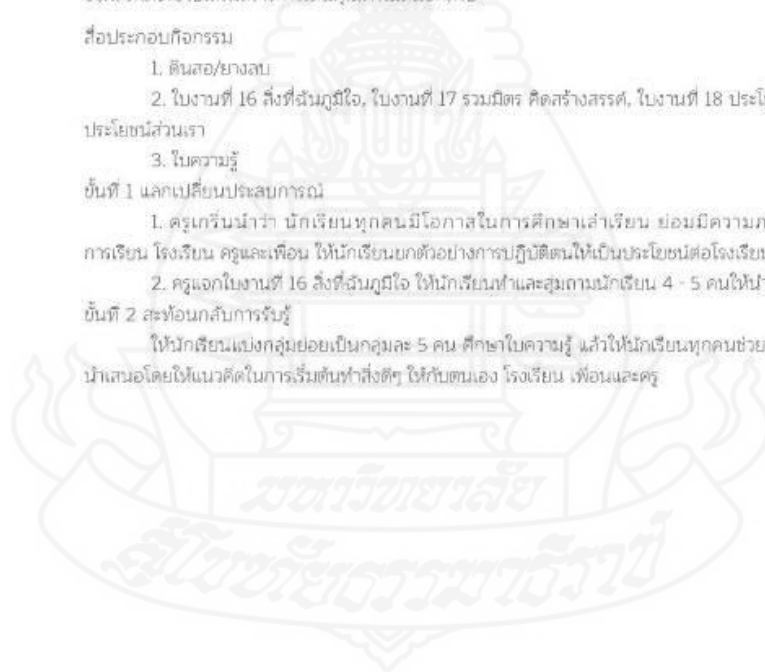 สื่อประกอบกิจกรรม
1. ดินสอ/ยางลบ
2. ใบงานที่ 16 สิ่งที่ฉันภูมิใจ, ใบงานที่ 17 รวมมิตร คิดสร้างสรรค์, ใบงานที่ 18
ประโยชน์ส่วนเรา
3. ใบความรู้
ขั้นที่ 1 แลกเปลี่ยนประสบการณ์
1. ครูเกริ่นนำว่า นักเรียนทุกคนมีโอกาสในการศึกษาเล่าเรียน ย่อมมีความ
การเรียน โรงเรียน ครูและเพื่อน ให้นักเรียนยกตัวอย่างการปฏิบัติตนให้เป็นประโยชน์ต่อโรงเรียน
2. ครูแจกใบงานที่ 16 สิ่งที่ฉันภูมิใจ ให้นักเรียนทำและสุ่มถามนักเรียน 4 - 5 คนให้
ขั้นที่ 2 สะท้อนกลับการรับรู้
ให้นักเรียนแบ่งกลุ่มย่อยเป็นกลุ่มละ 5 คน ศึกษาใบความรู้ แล้วให้นักเรียนทุกคนช่วย
นำเสนอโดยให้แนวคิดในการเริ่มต้นทำสิ่งดีๆ ให้กับตนเอง โรงเรียน เพื่อนและครู
มหาวิทยาลัย
สุโขทัยธรรมาธิราช